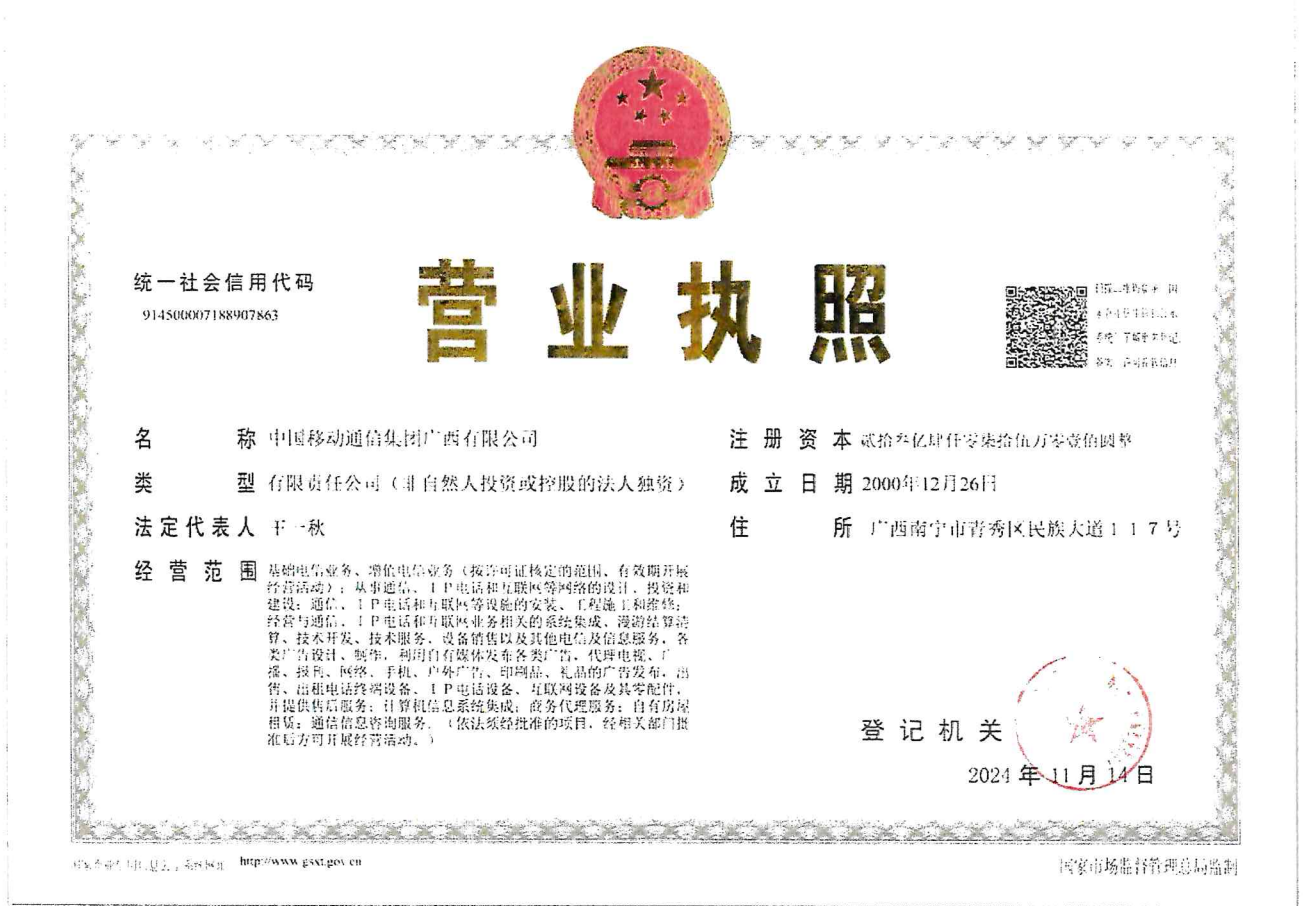 营业执照
统一社会信用代码
914500007188907863
名称 中国移动通信集团广西有限公司
类型 有限责任公司（非自然人投资或控股的法人独资）
法定代表人 王一秋
经营范围 基础电信业务、增值电信业务（按许可证核定的范围、有效期开展
经营活动）；从事通信、ＩＰ电话和互联网等网络的设计、投资和
建设；通信、ＩＰ电话和互联网等设施的安装、工程施工和维修；
经营与通信、ＩＰ电话和互联网业务相关的系统集成、漫游结算清
算、技术开发、技术服务、设备销售以及其他电信及信息服务，各
类广告设计、制作，利用自有媒体发布各类广告，代理电视、广
播、报刊、网络、手机、户外广告、印刷品、礼品的广告发布，出
售、出租电话终端设备、ＩＰ电话设备、互联网设备及其零配件，
并提供售后服务；计算机信息系统集成；商务代理服务；自有房屋
租赁；通信信息咨询服务。（依法须经批准的项目，经相关部门批
准后方可开展经营活动。）
注册资本 贰拾叁亿肆仟零柒拾伍万零壹佰圆整
成立日期 2000年12月26日
住所 广西南宁市青秀区民族大道１１７号
登记机关
2024年11月14日
http://www.gsxt.gov.cn
国家市场监督管理总局监制